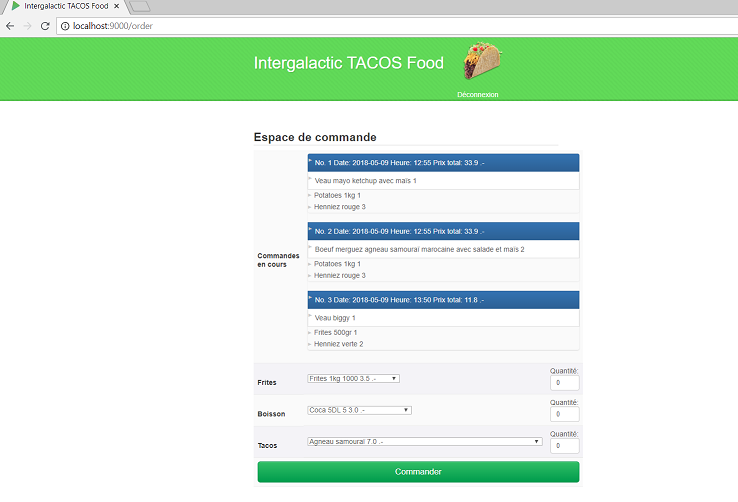 Intergalactic TACOS Food
localhost:9000/order
Intergalactic TACOS Food
Déconnexion
Espace de commande
Commandes en cours
No. 1 Date: 2018-05-09 Heure: 12:55 Prix total: 33.9 .-
Veau mayo ketchup avec maïs 1
Potatoes 1kg 1
Henniez rouge 3
No. 2 Date: 2018-05-09 Heure: 12:55 Prix total: 33.9 .-
Boeuf merguez agneau samouraï marocaine avec salade et maïs 2
Potatoes 1kg 1
Henniez rouge 3
No. 3 Date: 2018-05-09 Heure: 13:50 Prix total: 11.8 .-
Veau biggy 1
Frites 500gr 1
Henniez verte 2
Frites
Frites 1kg 1000 3.5 .-
Quantité:
0
Boisson
Coca 5DL 5 3.0 .-
Quantité:
0
Tacos
Agneau samouraï 7.0 .-
Quantité:
0
Commander